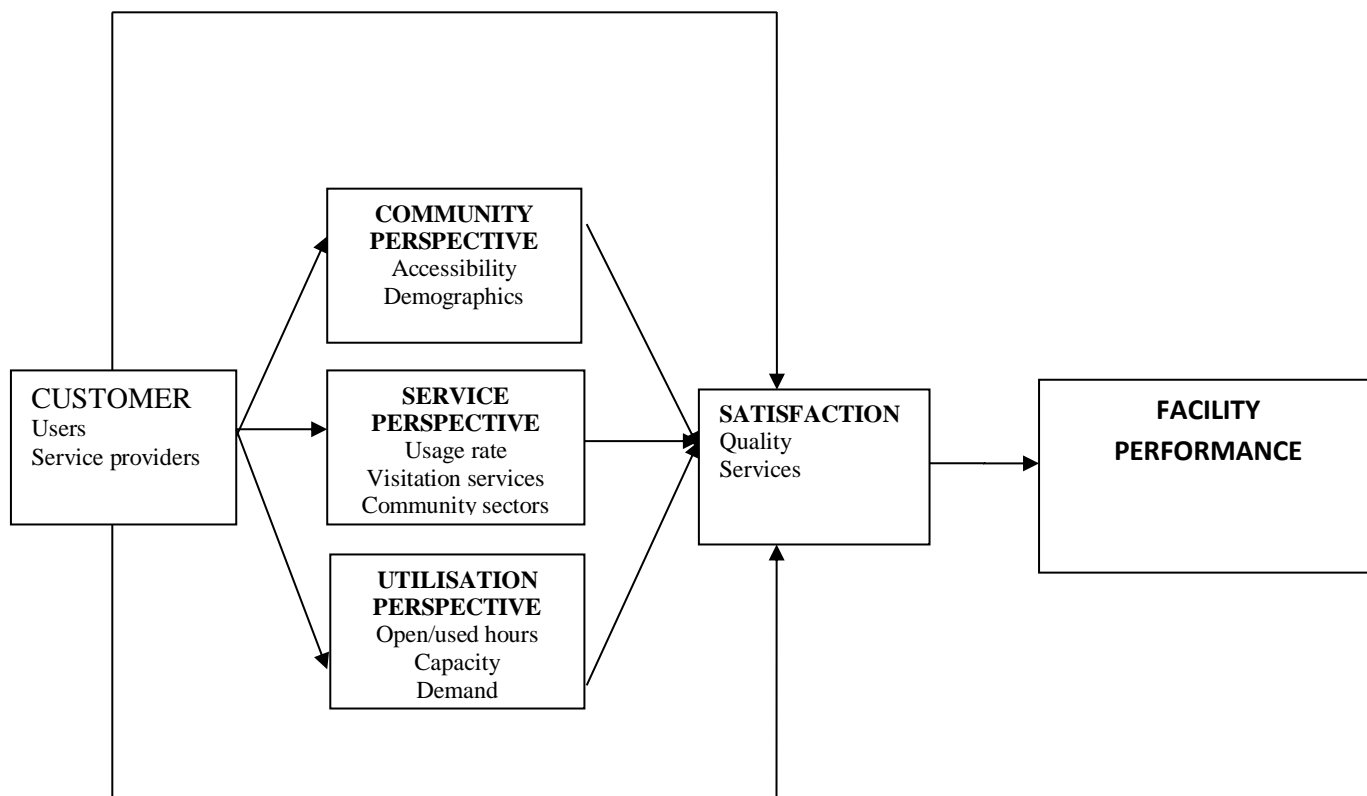 COMMUNITY
PERSPECTIVE
Accessibility
Demographics
CUSTOMER
Users
Service providers
SERVICE
PERSPECTIVE
Usage rate
Visitation services
Community sectors
UTILISATION
PERSPECTIVE
Open/used hours
Capacity
Demand
SATISFACTION
Quality
Services
FACILITY
PERFORMANCE